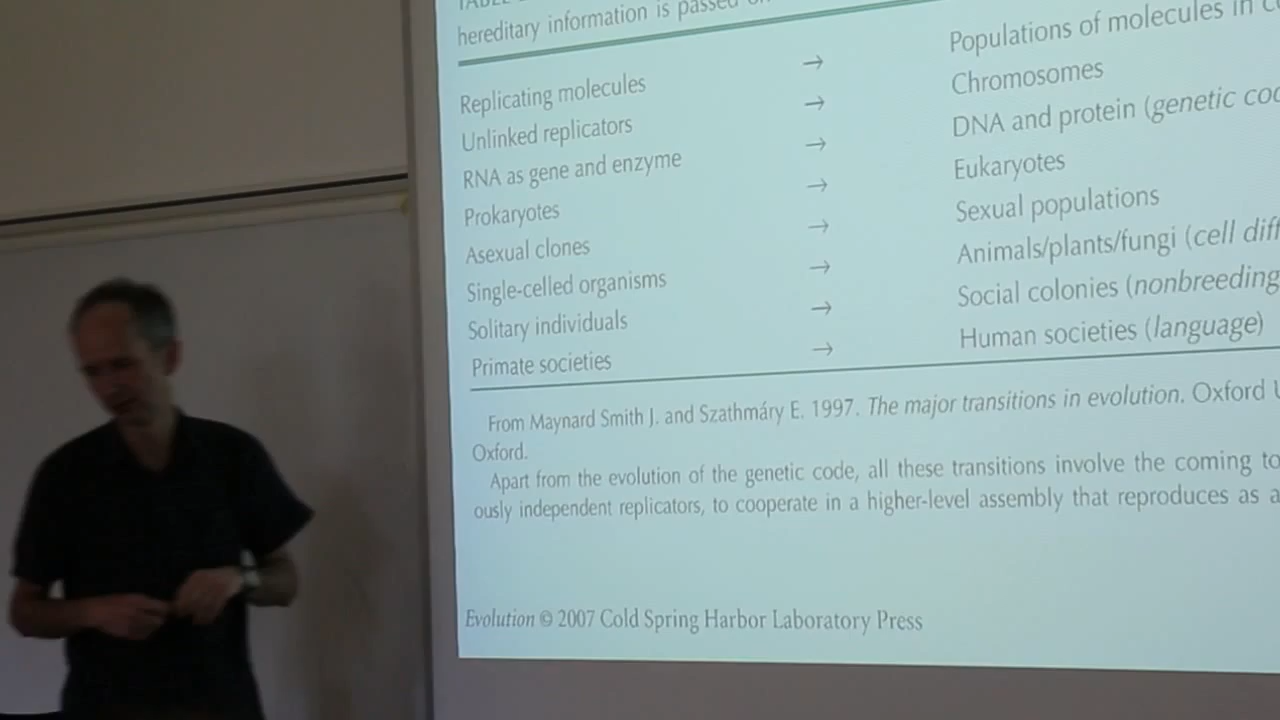 hereditary information is passed
Replicating molecules → Populations of molecules in
Unlinked replicators → Chromosomes
RNA as gene and enzyme → DNA and protein (genetic
Prokaryotes → Eukaryotes
Asexual clones → Sexual populations
Single-celled organisms → Animals/plants/fungi (cell
Solitary individuals → Social colonies (nonbreeding
Primate societies → Human societies (language)
From Maynard Smith J. and Szathmáry E. 1997. The major transitions in evolution. Oxford
Oxford.
Apart from the evolution of the genetic code, all these transitions involve the coming
ously independent replicators, to cooperate in a higher-level assembly that reproduces as
Evolution © 2007 Cold Spring Harbor Laboratory Press